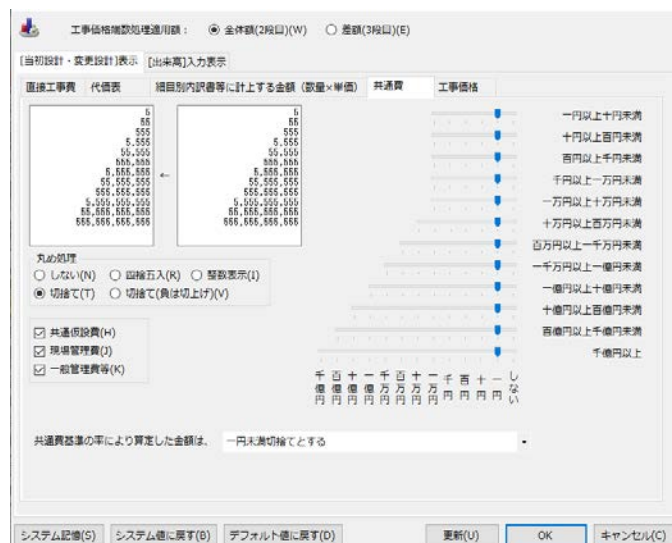 工事価格端数処理適用額： 全体額(2段目)(W) 差額(3段目)(E)
[当初設計・変更設計]表示 [出来高]入力表示
直接工事費 代価表 細目別内訳書等に計上する金額（数量×単価） 共通費 工事価格
5 5
55 55
555 555
5,555 5,555
55,555 55,555
555,555 555,555
5,555,555 ← 5,555,555
55,555,555 55,555,555
555,555,555 555,555,555
5,555,555,555 5,555,555,555
55,555,555,555 55,555,555,555
555,555,555,555 555,555,555,555
一円以上十円未満
十円以上百円未満
百円以上千円未満
千円以上一万円未満
一万円以上十万円未満
十万円以上百万円未満
百万円以上一千万円未満
一千万円以上一億円未満
一億円以上十億円未満
十億円以上百億円未満
百億円以上千億円未満
千億円以上
千億円 百億円 十億円 一億円 千万円 百万円 十万円 一万円 千円 百円 十円 一円 しない
丸め処理
しない(N) 四捨五入(R) 整数表示(I)
切捨て(T) 切捨て(負は切上げ)(V)
共通仮設費(H)
現場管理費(J)
一般管理費等(K)
共通費基準の率により算定した金額は、 一円未満切捨てとする
システム記憶(S) システム値に戻す(B) デフォルト値に戻す(D) 更新(U) OK キャンセル(C)